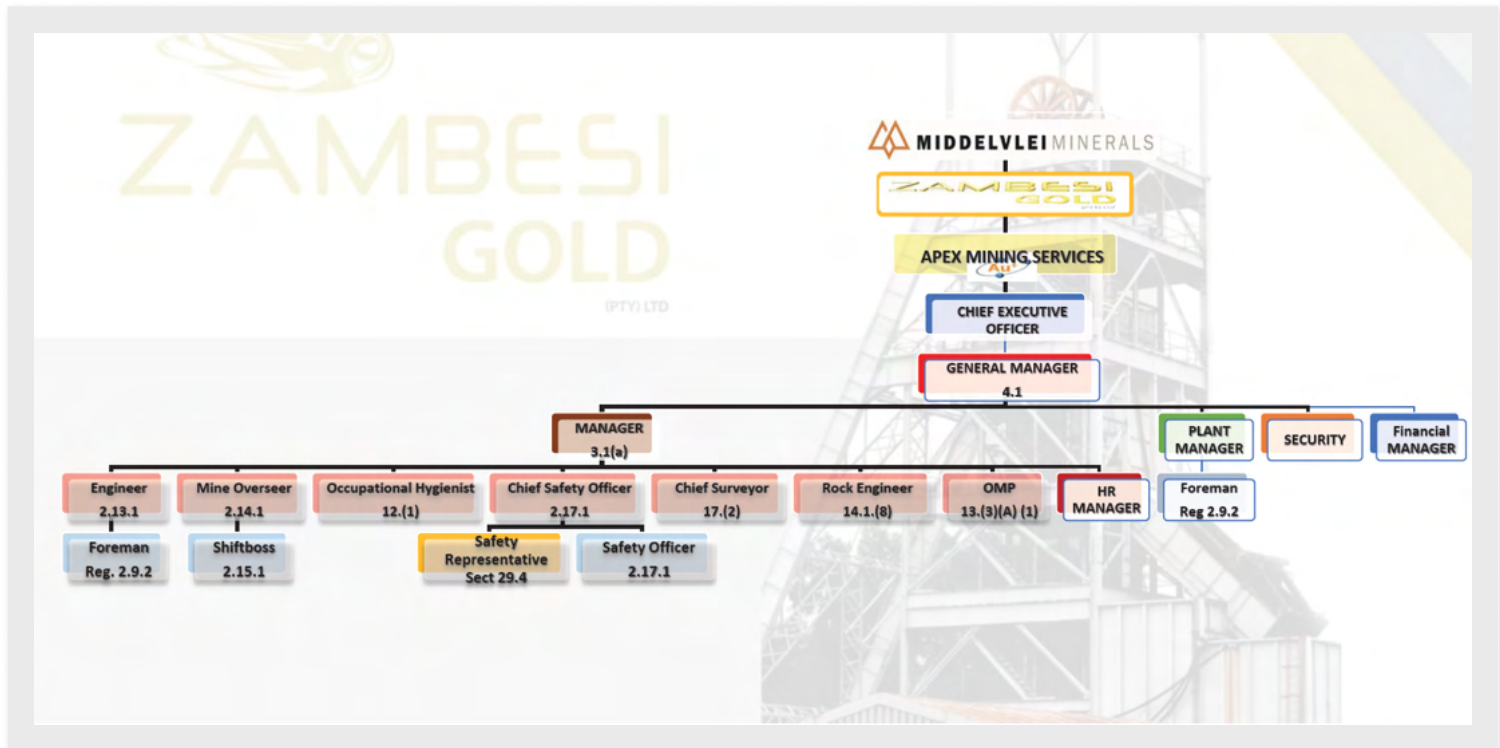 ZAMBESI
GOLD
(PTY) LTD
MIDDELVLEI MINERALS
ZAMBESI
GOLD
APEX MINING SERVICES
Au
CHIEF EXECUTIVE
OFFICER
GENERAL MANAGER
4.1
MANAGER
3.1(a)
PLANT
MANAGER
SECURITY
Financial
MANAGER
Engineer
2.13.1
Mine Overseer
2.14.1
Occupational Hygienist
12.(1)
Chief Safety Officer
2.17.1
Chief Surveyor
17.(2)
Rock Engineer
14.1.(8)
OMP
13.(3)(A) (1)
HR
MANAGER
Foreman
Reg 2.9.2
Foreman
Reg. 2.9.2
Shiftboss
2.15.1
Safety
Representative
Sect 29.4
Safety Officer
2.17.1